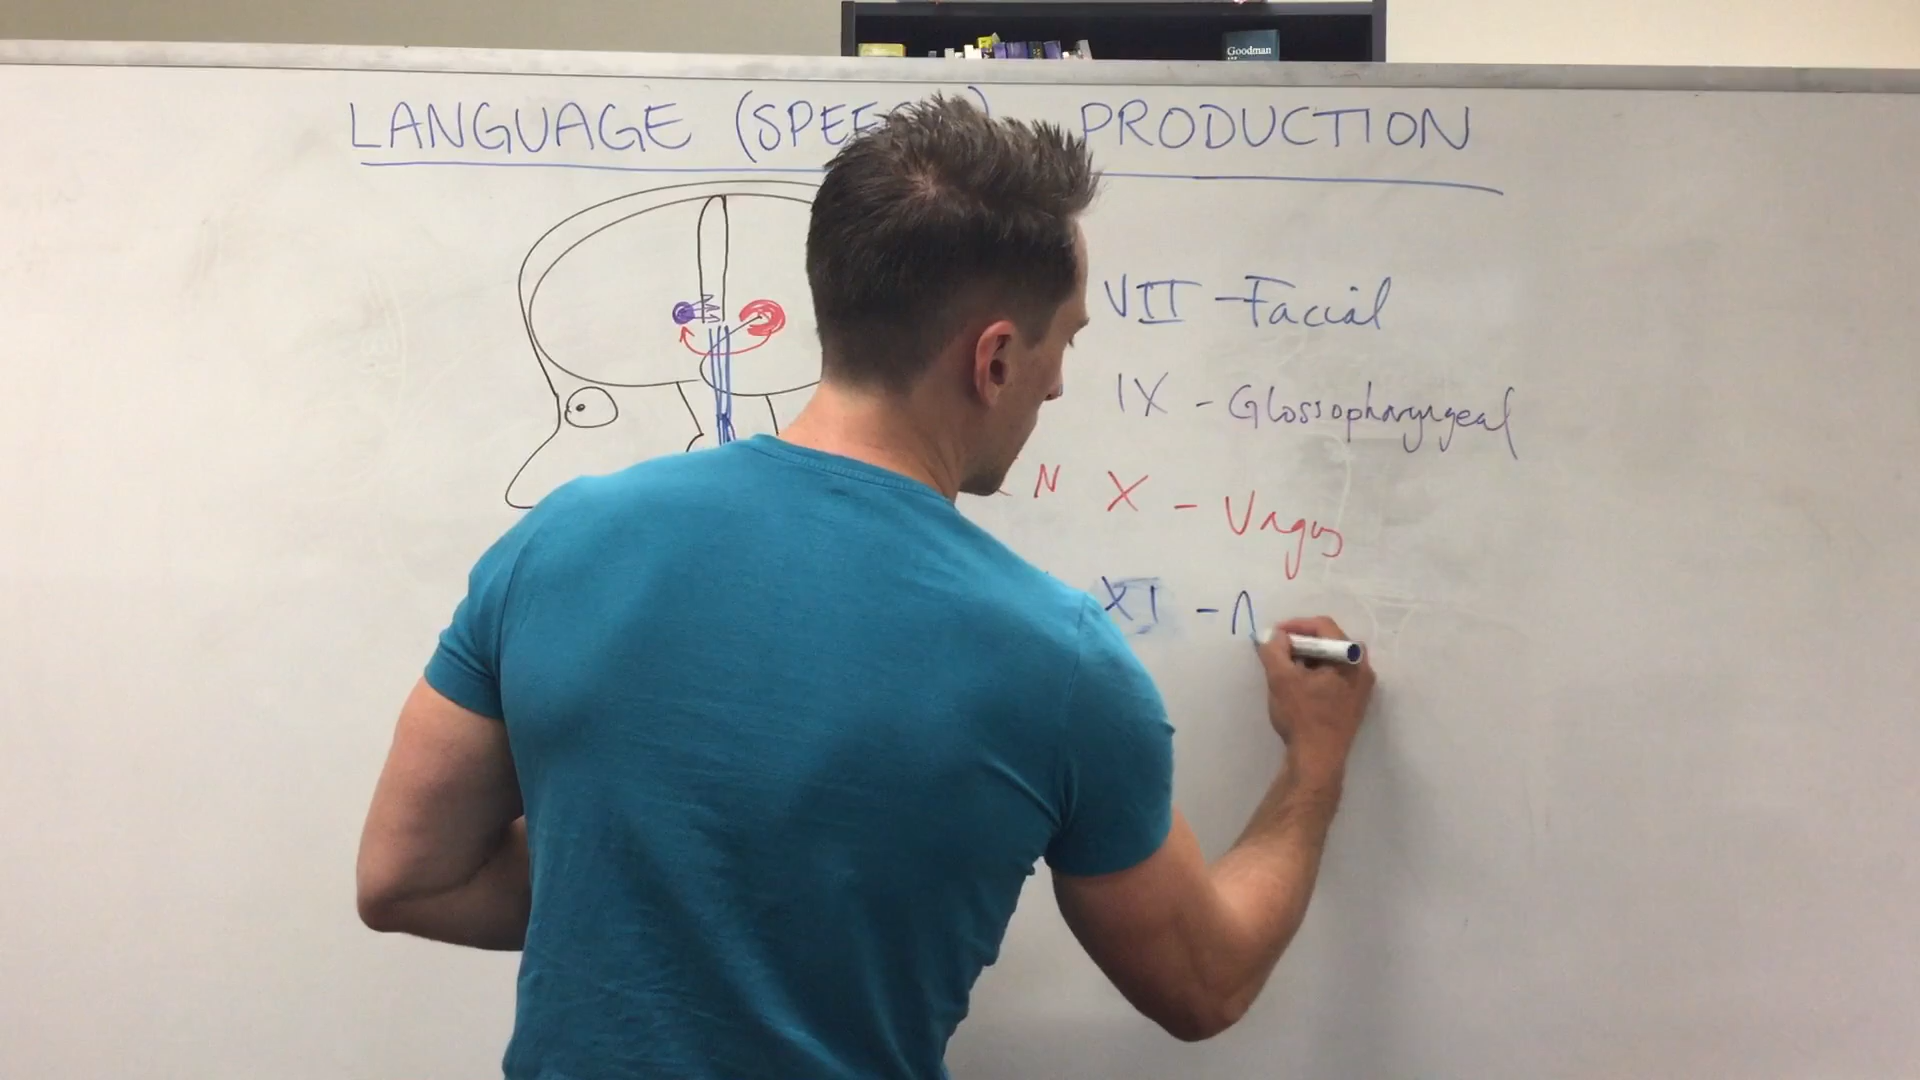 Goodman
LANGUAGE (SPEE ) PRODUCTION
VII - Facial
IX - Glossopharyngeal
N X - Vagus
XI - A